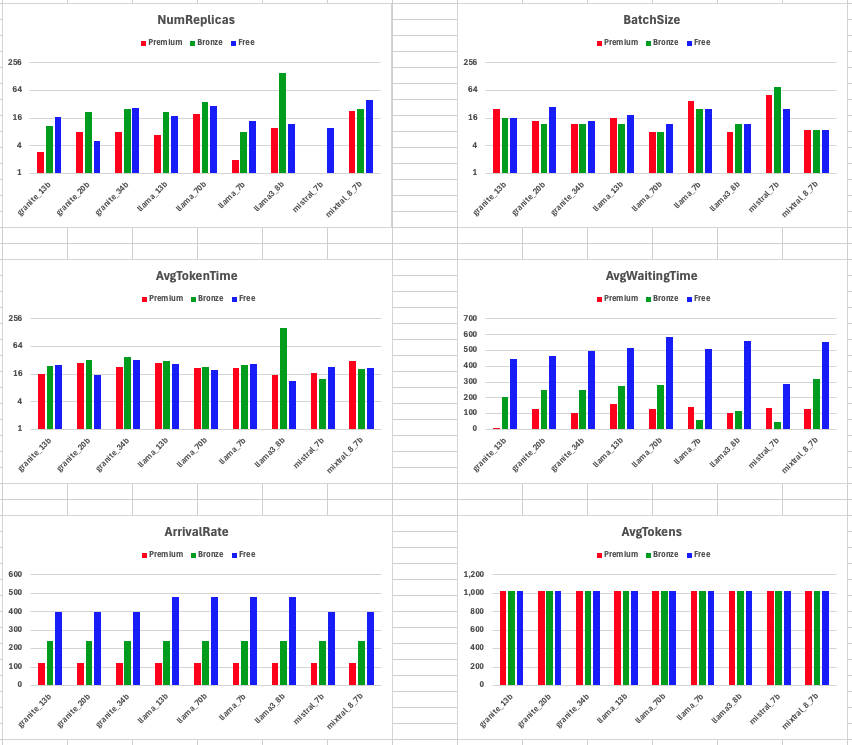 NumReplicas
Premium Bronze Free
256
64
16
4
1
granite_13b granite_20b granite_34b llama_13b llama_70b llama_7b llama3_8b mistral_7b mixtral_8_7b
BatchSize
Premium Bronze Free
256
64
16
4
1
granite_13b granite_20b granite_34b llama_13b llama_70b llama_7b llama3_8b mistral_7b mixtral_8_7b
AvgTokenTime
Premium Bronze Free
256
64
16
4
1
granite_13b granite_20b granite_34b llama_13b llama_70b llama_7b llama3_8b mistral_7b mixtral_8_7b
AvgWaitingTime
Premium Bronze Free
700
600
500
400
300
200
100
0
granite_13b granite_20b granite_34b llama_13b llama_70b llama_7b llama3_8b mistral_7b mixtral_8_7b
ArrivalRate
Premium Bronze Free
600
500
400
300
200
100
0
granite_13b granite_20b granite_34b llama_13b llama_70b llama_7b llama3_8b mistral_7b mixtral_8_7b
AvgTokens
Premium Bronze Free
1,200
1,000
800
600
400
200
0
granite_13b granite_20b granite_34b llama_13b llama_70b llama_7b llama3_8b mistral_7b mixtral_8_7b